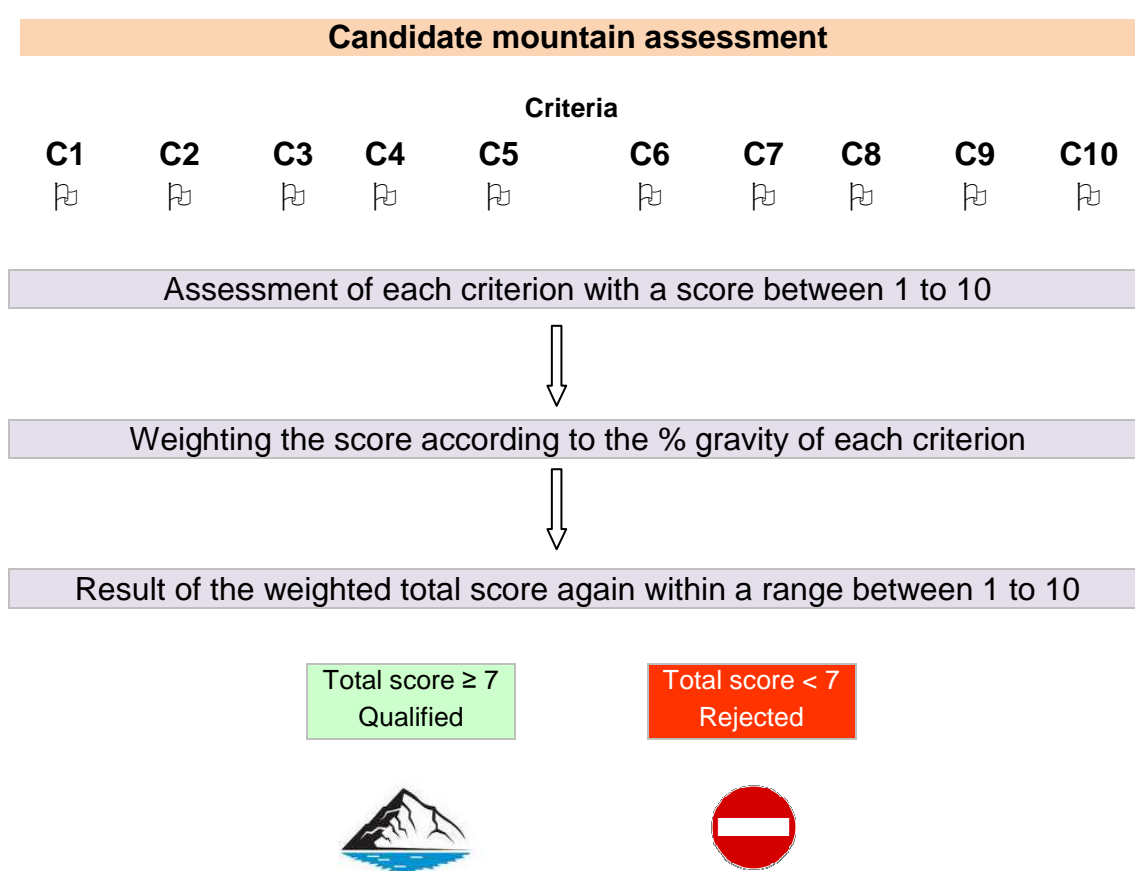 Candidate mountain assessment
Criteria
C1 C2 C3 C4 C5 C6 C7 C8 C9 C10
Assessment of each criterion with a score between 1 to 10
Weighting the score according to the % gravity of each criterion
Result of the weighted total score again within a range between 1 to 10
Total score ≥ 7
Qualified
Total score < 7
Rejected